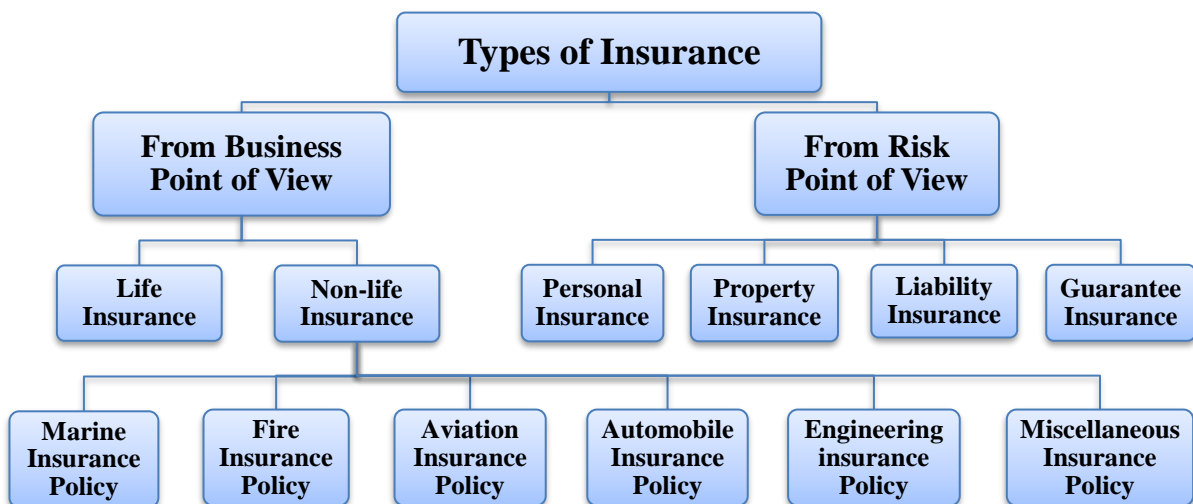 Types of Insurance
From Business
Point of View
From Risk
Point of View
Life
Insurance
Non-life
Insurance
Personal
Insurance
Property
Insurance
Liability
Insurance
Guarantee
Insurance
Marine
Insurance
Policy
Fire
Insurance
Policy
Aviation
Insurance
Policy
Automobile
Insurance
Policy
Engineering
insurance
Policy
Miscellaneous
Insurance
Policy